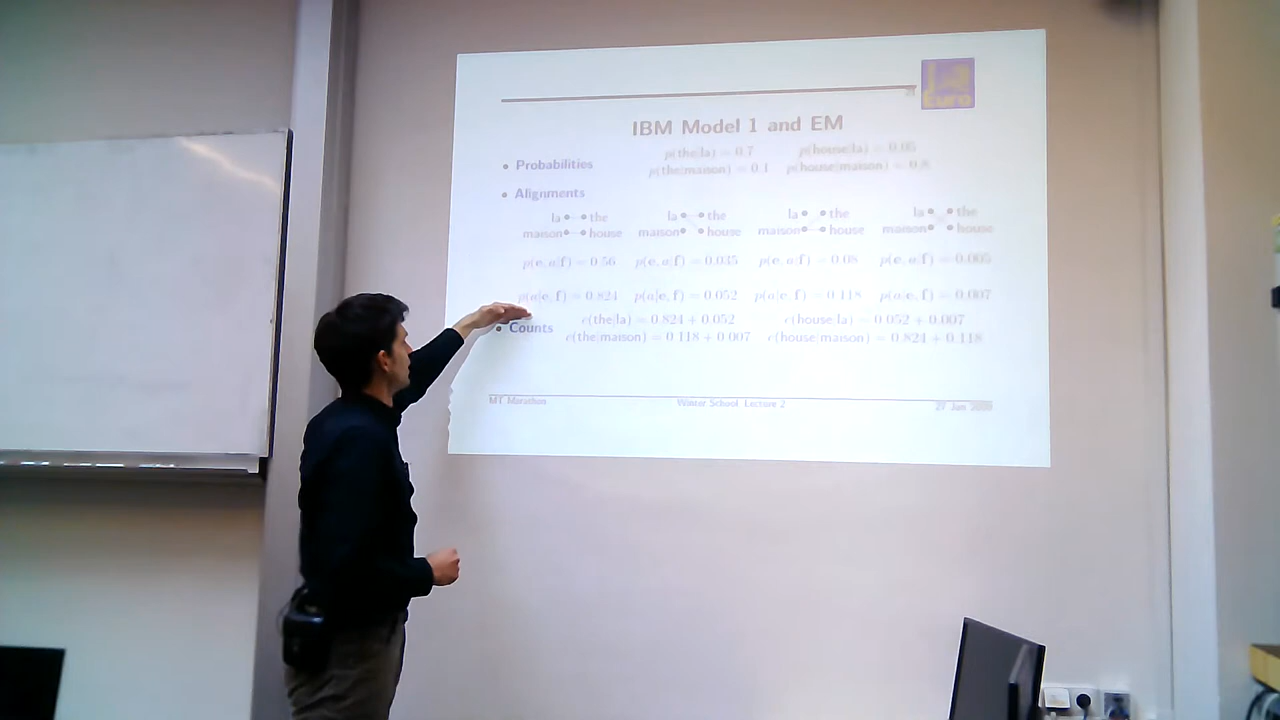 IBM Model 1 and EM
• Probabilities p(the|la) = 0.7 p(house|la) = 0.05
p(the|maison) = 0.1 p(house|maison) = 0.8
• Alignments
la the la the la the la the
maison house maison house maison house maison house
p(e, a|f) = 0.56 p(e, a|f) = 0.035 p(e, a|f) = 0.08 p(e, a|f) = 0.005
p(a|e, f) = 0.824 p(a|e, f) = 0.052 p(a|e, f) = 0.118 p(a|e, f) = 0.007
• Counts c(the|la) = 0.824 + 0.052 c(house|la) = 0.052 + 0.007
c(the|maison) = 0.118 + 0.007 c(house|maison) = 0.824 + 0.118
MT Marathon Winter School, Lecture 2 27 Jan
Euro